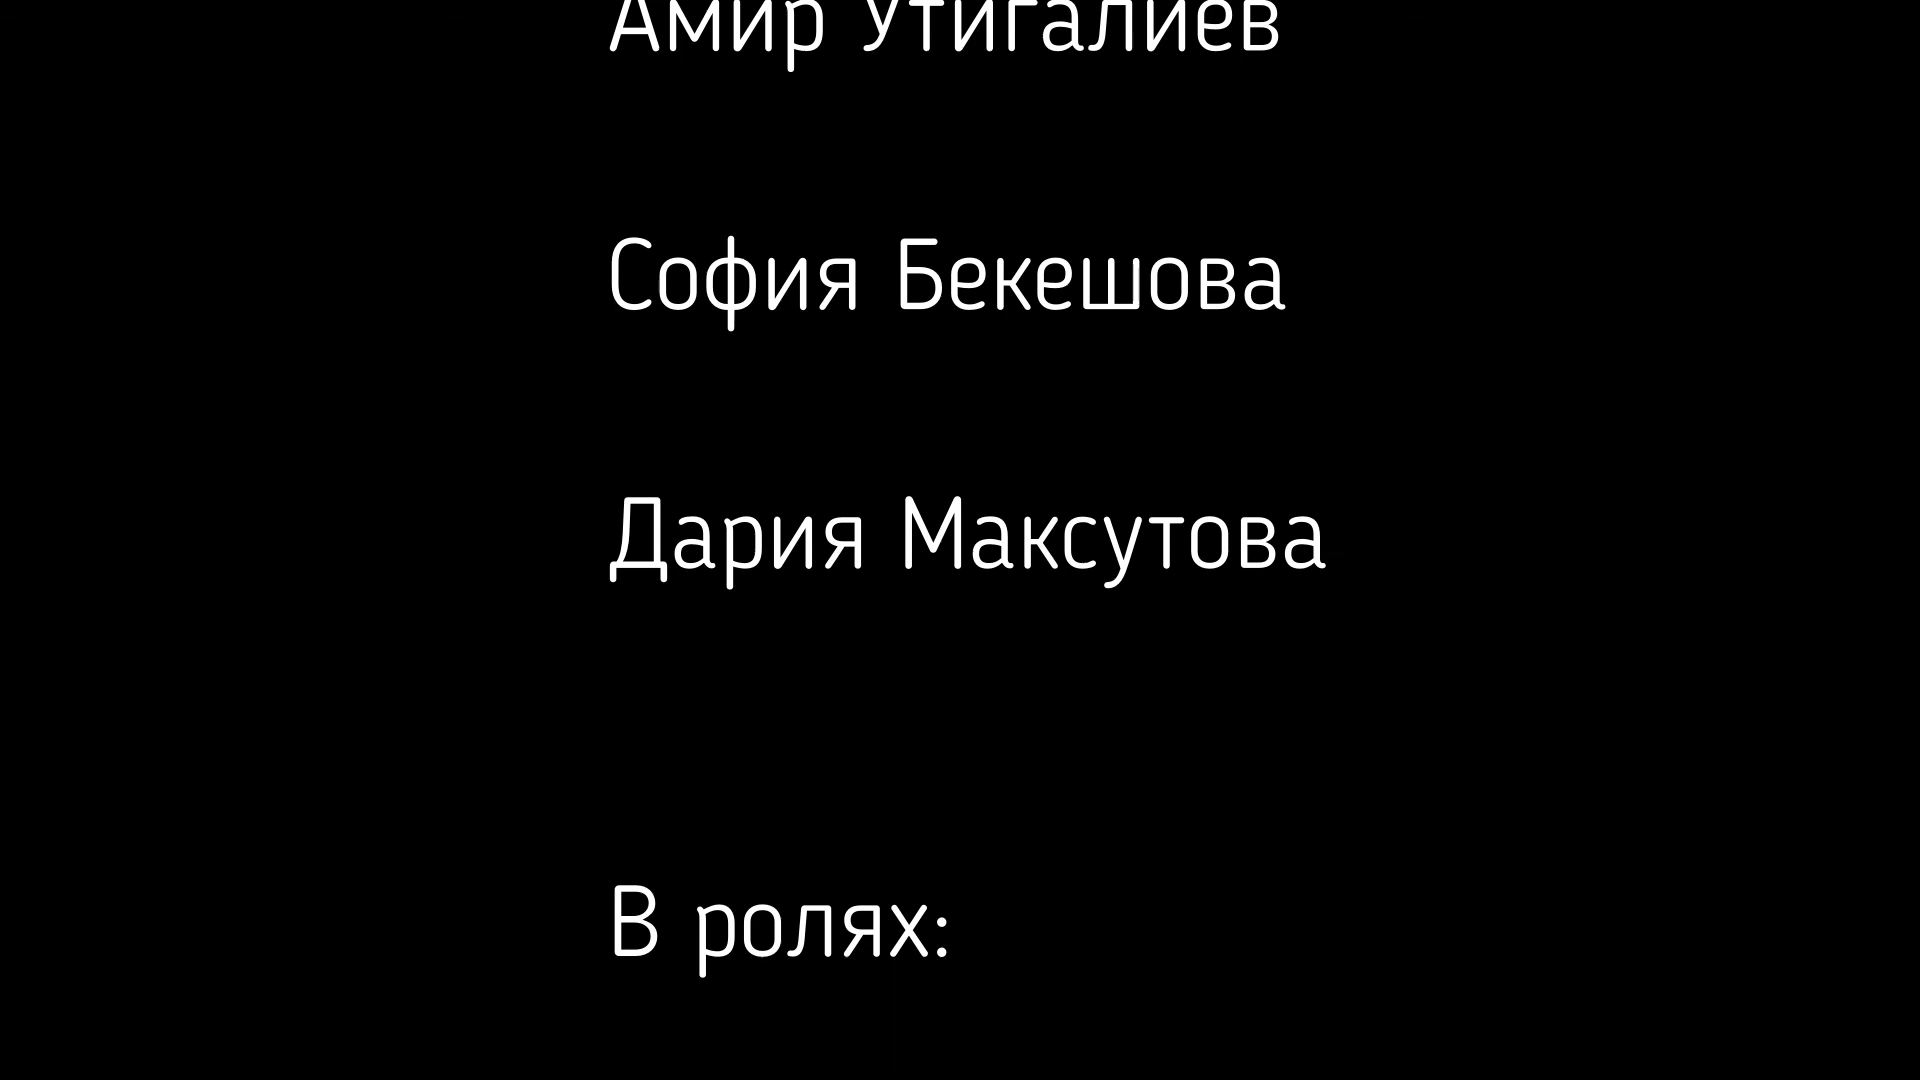 Амир Утигалиев
София Бекешова
Дария Максутова
В ролях: